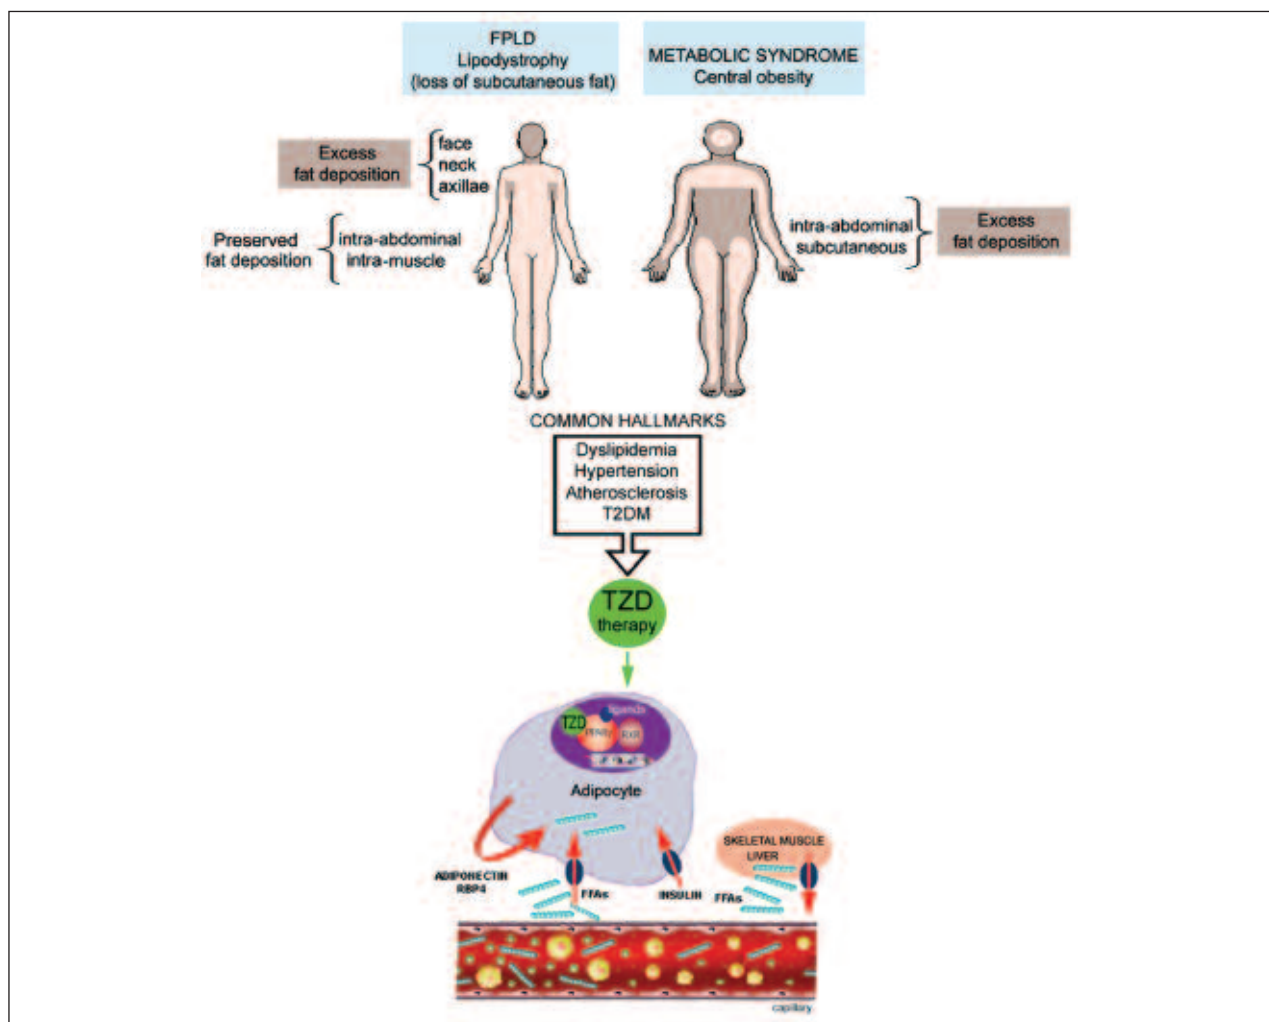 FPLD
Lipodystrophy
(loss of subcutaneous fat)
METABOLIC SYNDROME
Central obesity
Excess
fat deposition
face
neck
axillae
Preserved
fat deposition
intra-abdominal
intra-muscle
intra-abdominal
subcutaneous
Excess
fat deposition
COMMON HALLMARKS
Dyslipidemia
Hypertension
Atherosclerosis
T2DM
TZD
therapy
ligands
TZD
RXR
Adipocyte
SKELETAL MUSCLE
LIVER
ADIPONECTIN
RBP4
FFAs
INSULIN
FFAs
capillary